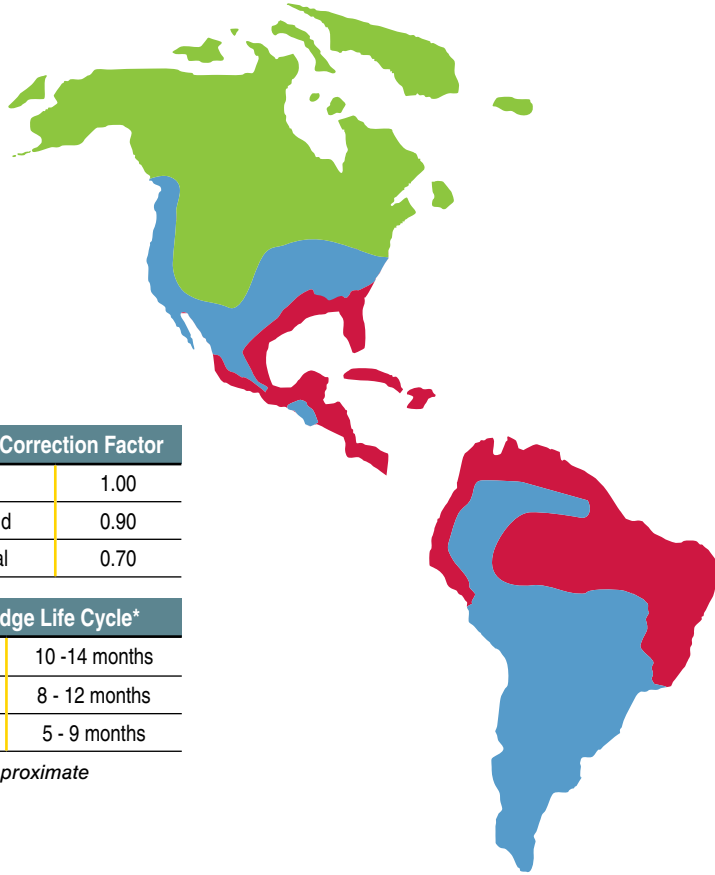 Correction Factor
1.00
d 0.90
al 0.70
dge Life Cycle*
10 -14 months
8 - 12 months
5 - 9 months
proximate